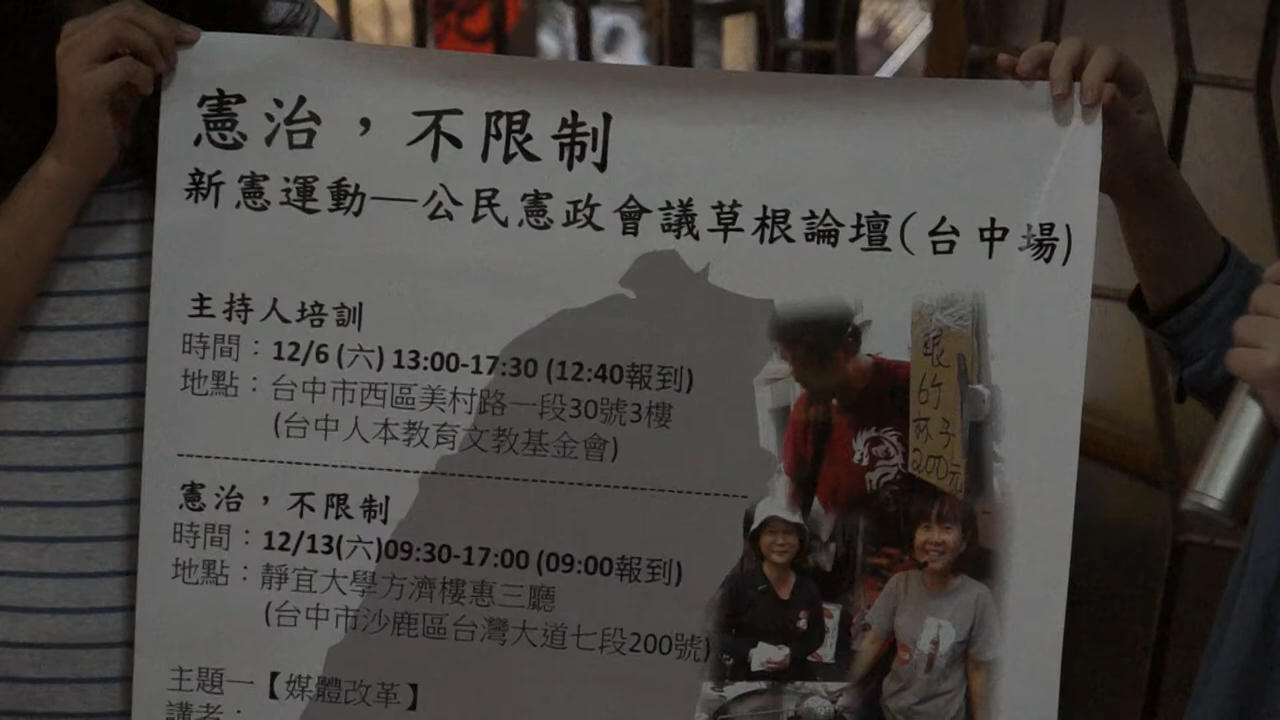 憲治，不限制
新憲運動—公民憲政會議草根論壇(台中場)
主持人培訓
時間：12/6 (六) 13:00-17:30 (12:40報到)
地點：台中市西區美村路一段30號3樓
(台中人本教育文教基金會)
憲治，不限制
時間：12/13(六)09:30-17:00 (09:00報到)
地點：靜宜大學方濟樓惠三廳
(台中市沙鹿區台灣大道七段200號)
主題一【媒體改革】
講者：
杯子
200元